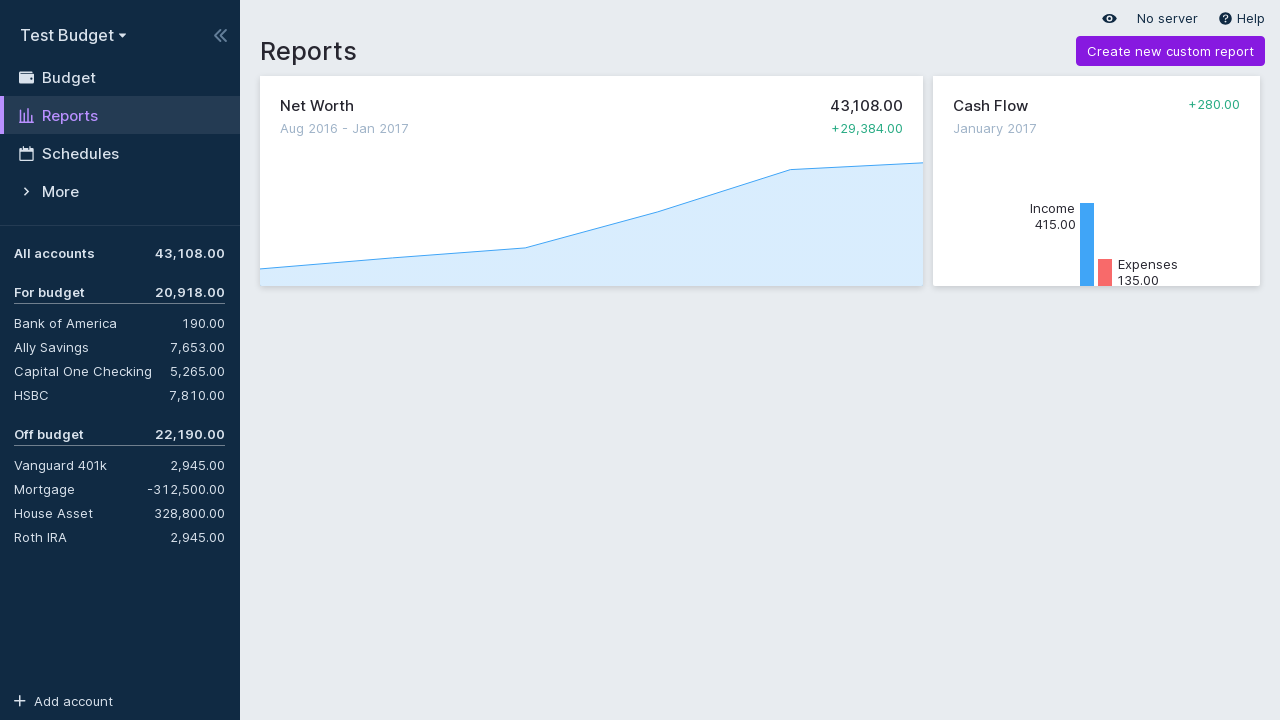 Test Budget
Budget
Reports
Schedules
More
All accounts 43,108.00
For budget 20,918.00
Bank of America 190.00
Ally Savings 7,653.00
Capital One Checking 5,265.00
HSBC 7,810.00
Off budget 22,190.00
Vanguard 401k 2,945.00
Mortgage -312,500.00
House Asset 328,800.00
Roth IRA 2,945.00
Add account
No server Help
Reports Create new custom report
Net Worth 43,108.00
Aug 2016 - Jan 2017 +29,384.00
Cash Flow +280.00
January 2017
Income
415.00
Expenses
135.00